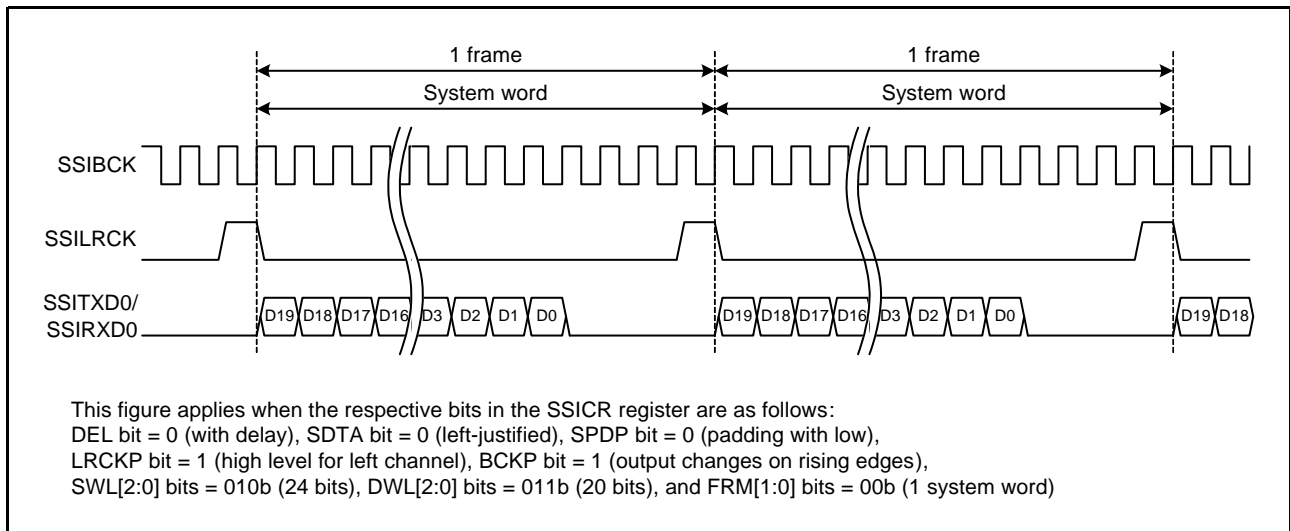 1 frame 1 frame
System word System word
SSIBCK
SSILRCK
SSITXD0/
SSIRXD0
D19 D18 D17 D16 D3 D2 D1 D0 D19 D18 D17 D16 D3 D2 D1 D0 D19 D18
This figure applies when the respective bits in the SSICR register are as follows:
DEL bit = 0 (with delay), SDTA bit = 0 (left-justified), SPDP bit = 0 (padding with low),
LRCKP bit = 1 (high level for left channel), BCKP bit = 1 (output changes on rising edges),
SWL[2:0] bits = 010b (24 bits), DWL[2:0] bits = 011b (20 bits), and FRM[1:0] bits = 00b (1 system word)